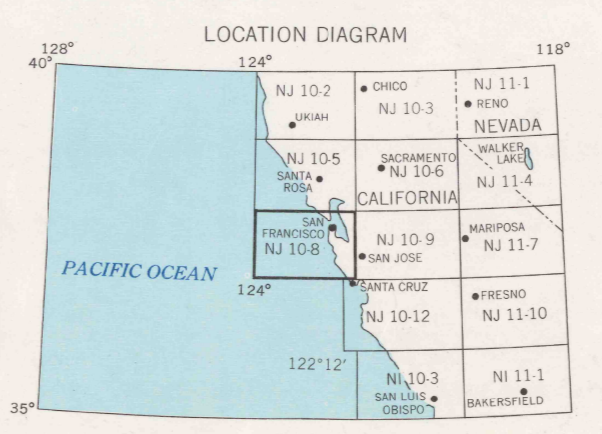 LOCATION DIAGRAM
128°
124°
118°
40°
NJ 10-2
UKIAH
CHICO
NJ 10-3
NJ 11-1
RENO
NEVADA
NJ 10-5
SANTA
ROSA
SACRAMENTO
NJ 10-6
WALKER
LAKE
NJ 11-4
CALIFORNIA
SAN
FRANCISCO
NJ 10-8
NJ 10-9
SAN JOSE
MARIPOSA
NJ 11-7
PACIFIC OCEAN
124°
SANTA CRUZ
NJ 10-12
FRESNO
NJ 11-10
122°12'
NI 10-3
SAN LUIS
OBISPO
NI 11-1
BAKERSFIELD
35°